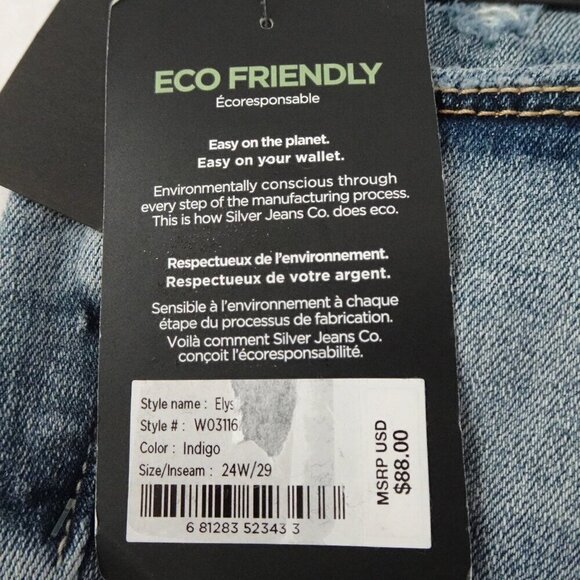 ECO FRIENDLY
Écoresponsable
Easy on the planet.
Easy on your wallet.
Environmentally conscious through
every step of the manufacturing process.
This is how Silver Jeans Co. does eco.
Respectueux de l'environnement.
Respectueux de votre argent.
Sensible à l'environnement à chaque
étape du processus de fabrication.
Voilà comment Silver Jeans Co.
conçoit l'écoresponsabilité.
Style name :
Style # : W03116
Color : Indigo
Size/Inseam : 24W/29
6 81283 52343 3
MSRP USD
$88.00